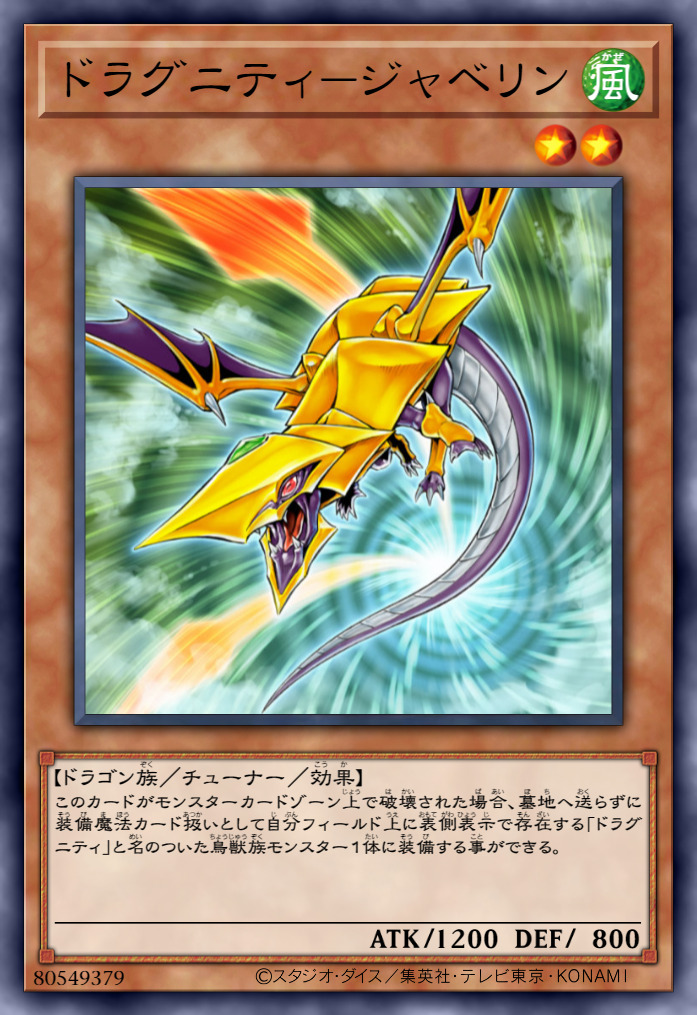 ドラグニティ－ジャベリン
風
【ドラゴン族／チューナー／効果】
このカードがモンスターカードゾーン上で破壊された場合、墓地へ送らずに
装備魔法カード扱いとして自分フィールド上に表側表示で存在する「ドラグ
ニティ」と名のついた鳥獣族モンスター１体に装備する事ができる。
ATK/1200 DEF/ 800
80549379 ©スタジオ・ダイス／集英社・テレビ東京・KONAMI